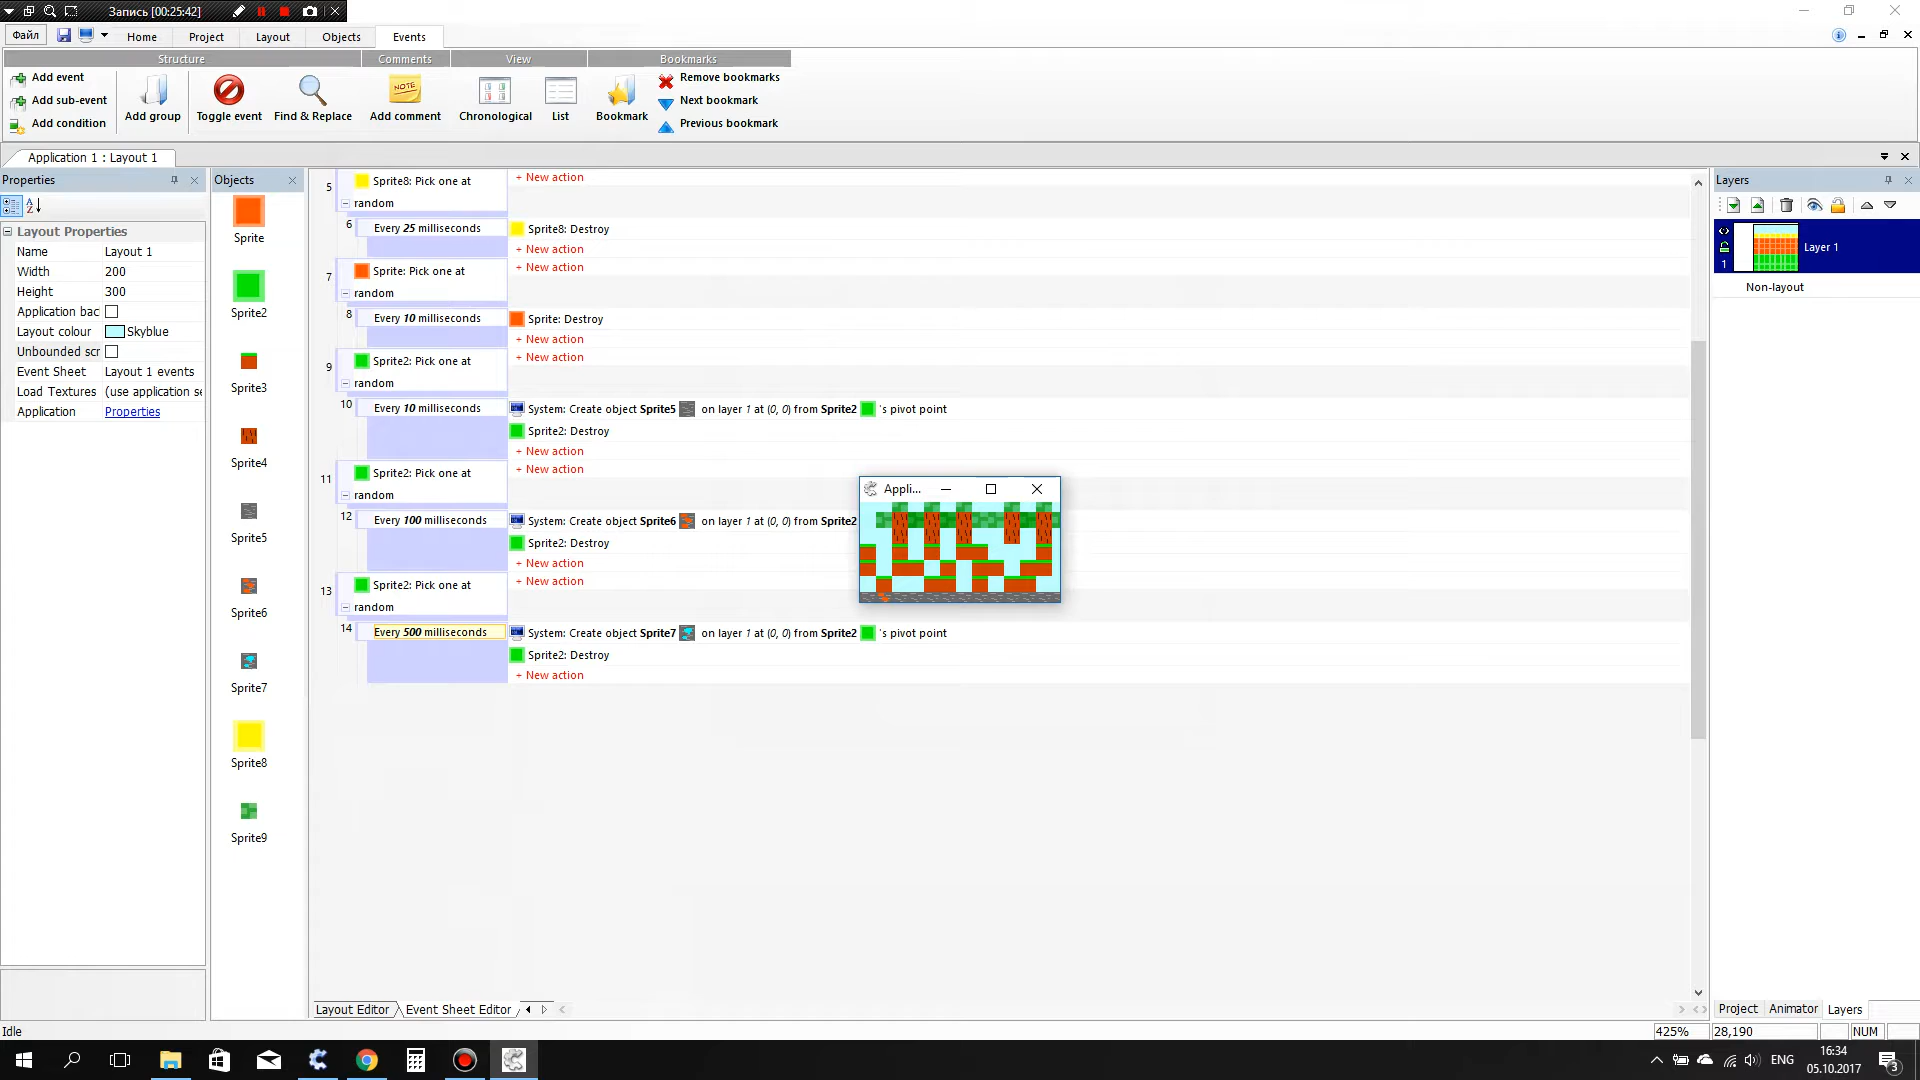 Запись [00:25:42]
Файл
Home
Project
Layout
Objects
Events
Structure
Comments
View
Bookmarks
Add event
Add sub-event
Add condition
Add group
Toggle event
Find & Replace
NOTE
Add comment
Chronological
List
Bookmark
Remove bookmarks
Next bookmark
Previous bookmark
Application 1 : Layout 1
Properties
Layout Properties
Name Layout 1
Width 200
Height 300
Application bac
Layout colour Skyblue
Unbounded scr
Event Sheet Layout 1 events
Load Textures (use application se
Application Properties
Objects
Sprite
Sprite2
Sprite3
Sprite4
Sprite5
Sprite6
Sprite7
Sprite8
Sprite9
5 Sprite8: Pick one at random
+ New action
6 Every 25 milliseconds
Sprite8: Destroy
+ New action
+ New action
7 Sprite: Pick one at random
8 Every 10 milliseconds
Sprite: Destroy
+ New action
+ New action
9 Sprite2: Pick one at random
10 Every 10 milliseconds
System: Create object Sprite5 on layer 1 at (0, 0) from Sprite2 's pivot point
Sprite2: Destroy
+ New action
+ New action
11 Sprite2: Pick one at random
12 Every 100 milliseconds
System: Create object Sprite6 on layer 1 at (0, 0) from Sprite2
Sprite2: Destroy
+ New action
+ New action
13 Sprite2: Pick one at random
14 Every 500 milliseconds
System: Create object Sprite7 on layer 1 at (0, 0) from Sprite2 's pivot point
Sprite2: Destroy
+ New action
Appli...
Layers
1 Layer 1
Non-layout
Layout Editor
Event Sheet Editor
Project
Animator
Layers
Idle
425%
28,190
NUM
ENG
16:34
05.10.2017
3